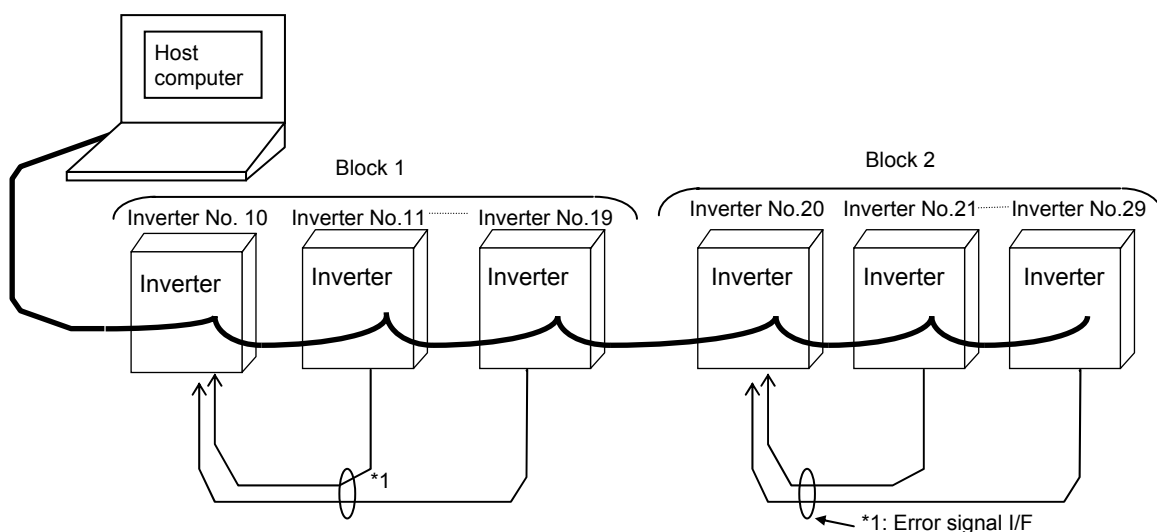 Host
computer
Block 1
Block 2
Inverter No. 10
Inverter No.11
Inverter No.19
Inverter No.20
Inverter No.21
Inverter No.29
Inverter
Inverter
Inverter
Inverter
Inverter
Inverter
*1
*1: Error signal I/F